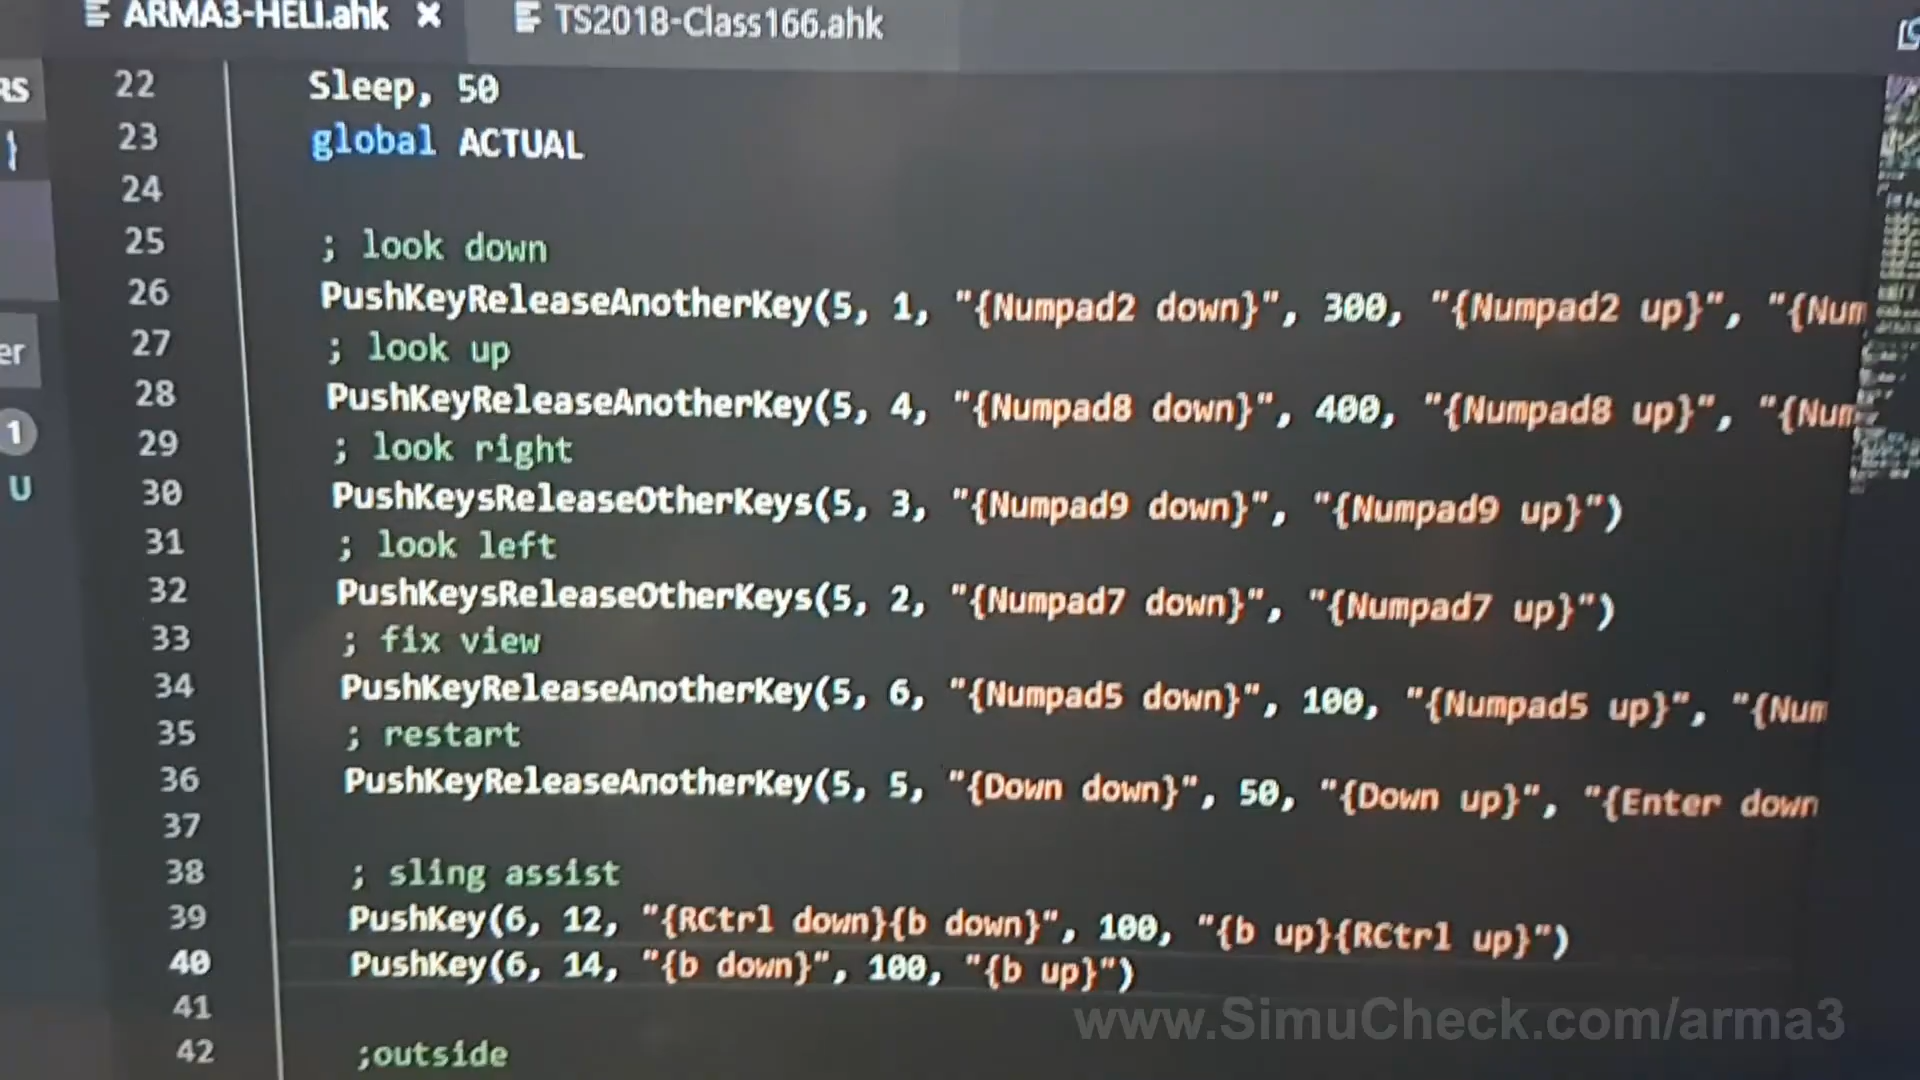 ARMA3-HELI.ahk TS2018-Class166.ahk
22 Sleep, 50
23 global ACTUAL
24
25 ; look down
26 PushKeyReleaseAnotherKey(5, 1, "{Numpad2 down}", 300, "{Numpad2 up}", "{Num
27 ; look up
28 PushKeyReleaseAnotherKey(5, 4, "{Numpad8 down}", 400, "{Numpad8 up}", "{Num
29 ; look right
30 PushKeysReleaseOtherKeys(5, 3, "{Numpad9 down}", "{Numpad9 up}")
31 ; look left
32 PushKeysReleaseOtherKeys(5, 2, "{Numpad7 down}", "{Numpad7 up}")
33 ; fix view
34 PushKeyReleaseAnotherKey(5, 6, "{Numpad5 down}", 100, "{Numpad5 up}", "{Num
35 ; restart
36 PushKeyReleaseAnotherKey(5, 5, "{Down down}", 50, "{Down up}", "{Enter down
37
38 ; sling assist
39 PushKey(6, 12, "{RCtrl down}{b down}", 100, "{b up}{RCtrl up}")
40 PushKey(6, 14, "{b down}", 100, "{b up}")
41
42 ;outside
RS
}
er
1
U
www.SimuCheck.com/arma3